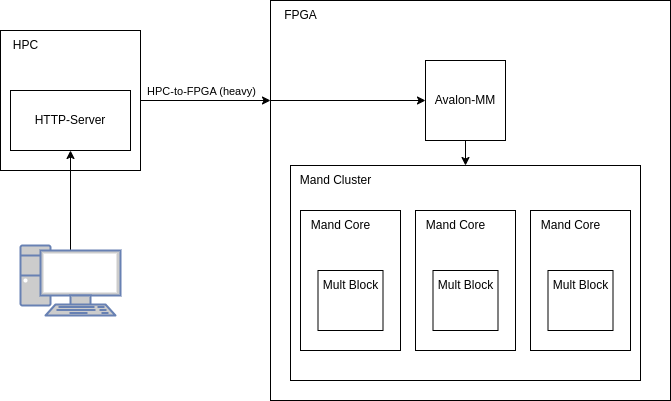 FPGA
HPC
HPC-to-FPGA (heavy)
HTTP-Server
Avalon-MM
Mand Cluster
Mand Core
Mand Core
Mand Core
Mult Block
Mult Block
Mult Block